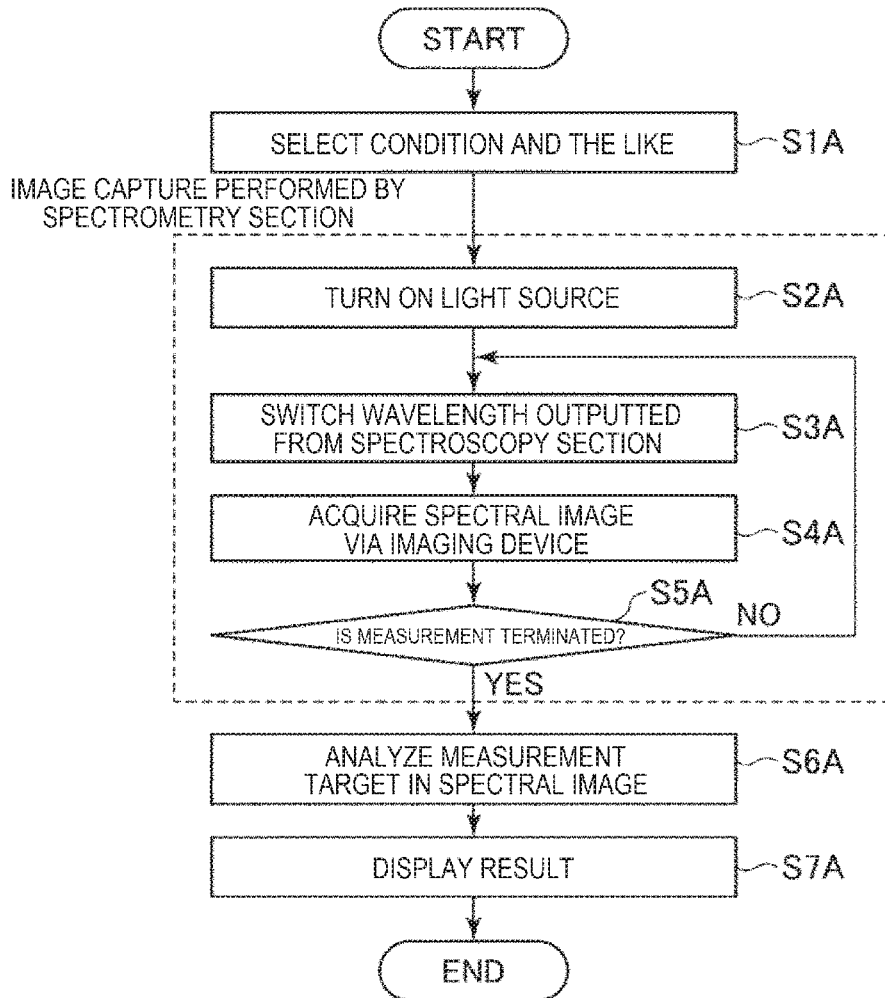 START
SELECT CONDITION AND THE LIKE
S1A
IMAGE CAPTURE PERFORMED BY
SPECTROMETRY SECTION
TURN ON LIGHT SOURCE
S2A
SWITCH WAVELENGTH OUTPUTTED
FROM SPECTROSCOPY SECTION
S3A
ACQUIRE SPECTRAL IMAGE
VIA IMAGING DEVICE
S4A
S5A
IS MEASUREMENT TERMINATED?
NO
YES
ANALYZE MEASUREMENT
TARGET IN SPECTRAL IMAGE
S6A
DISPLAY RESULT
S7A
END